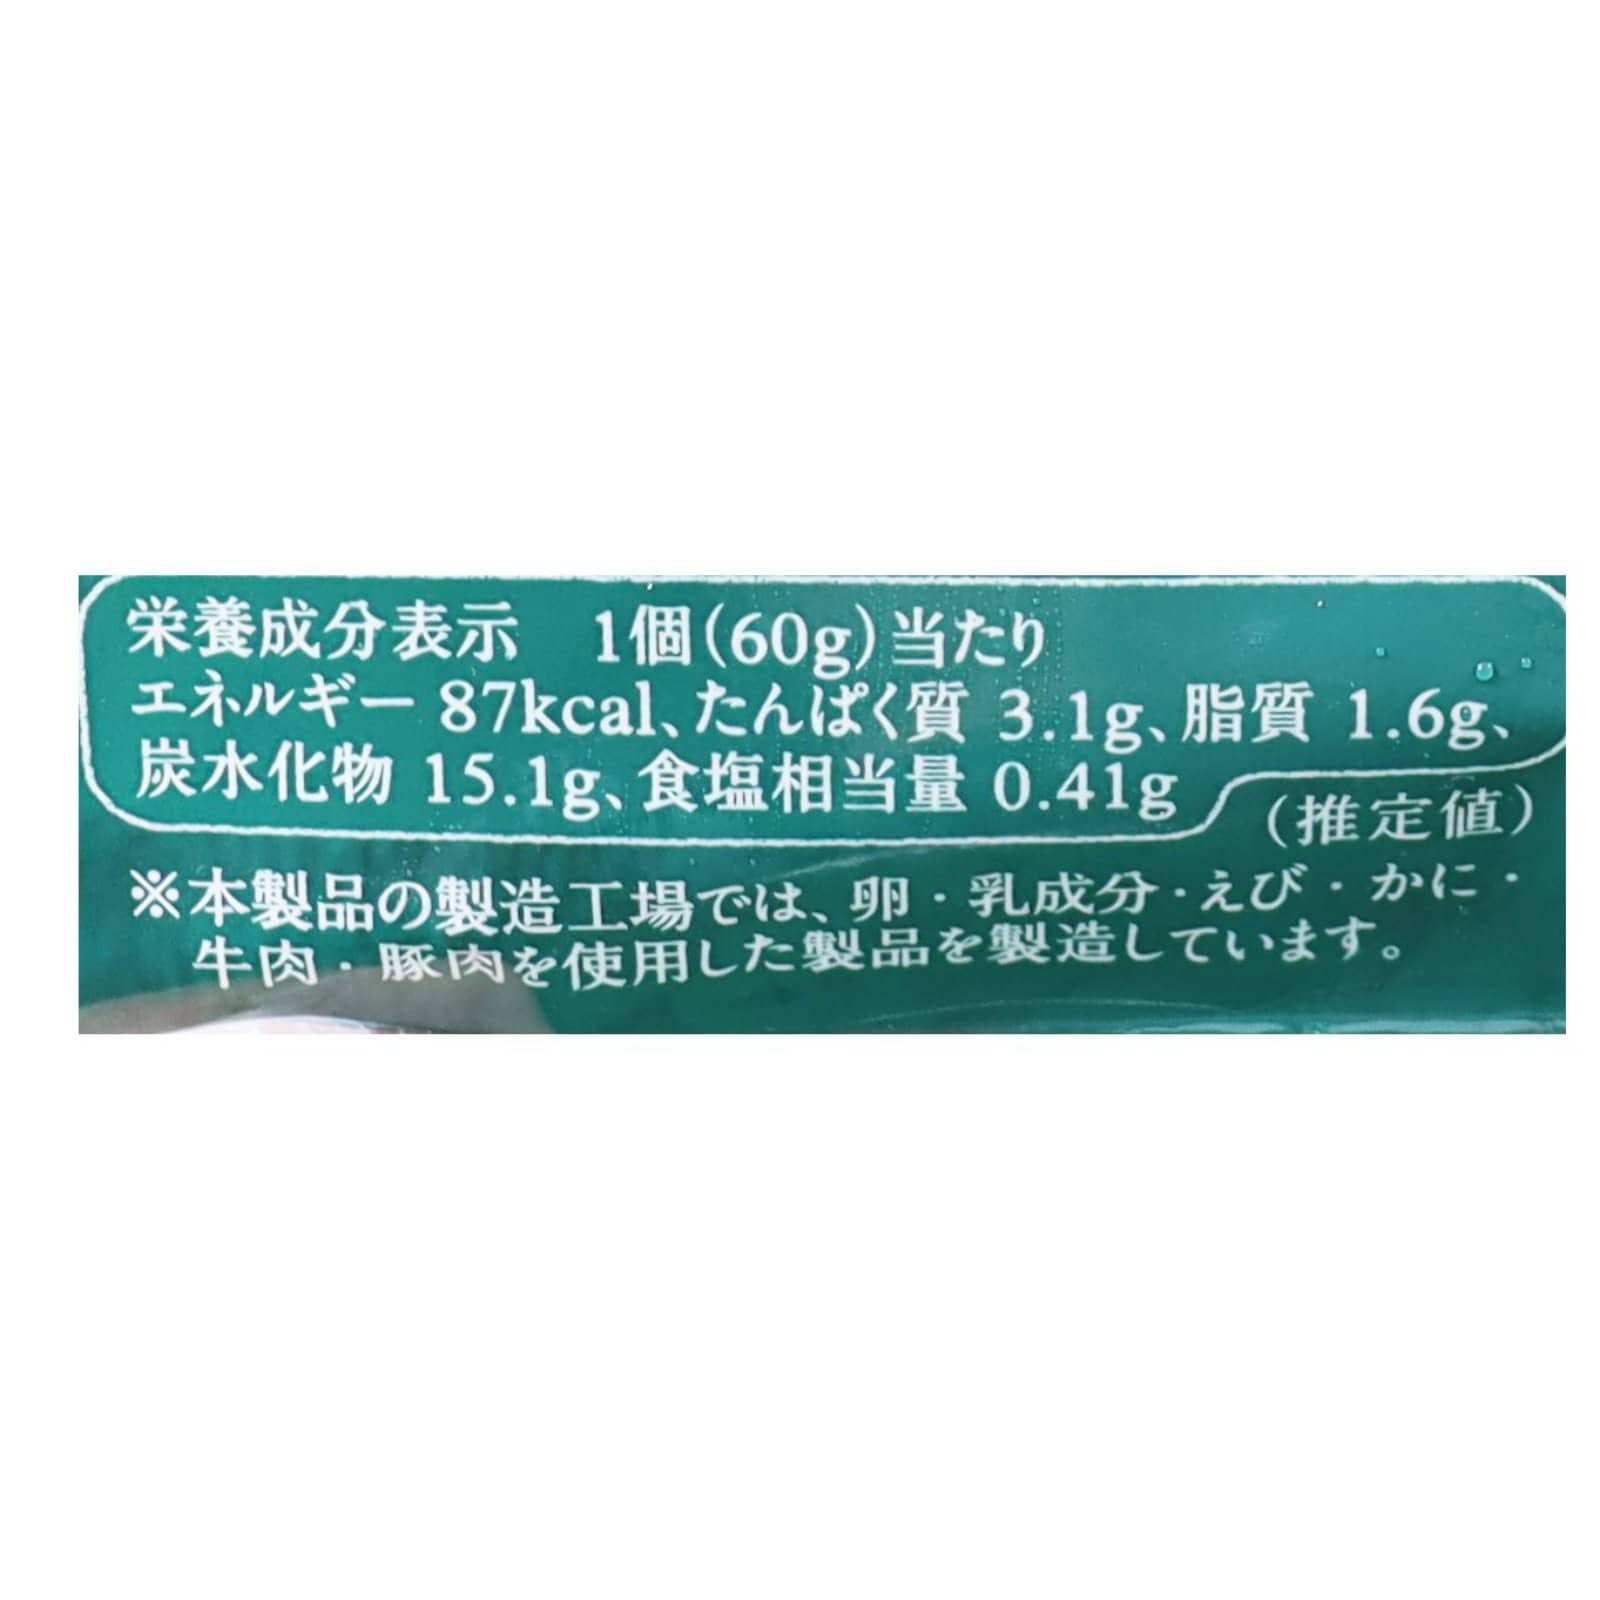 栄養成分表示　1個(60g)当たり
エネルギー 87kcal、たんぱく質 3.1g、脂質 1.6g、
炭水化物 15.1g、食塩相当量 0.41g
(推定値)
※本製品の製造工場では、卵・乳成分・えび・かに・
牛肉・豚肉を使用した製品を製造しています。